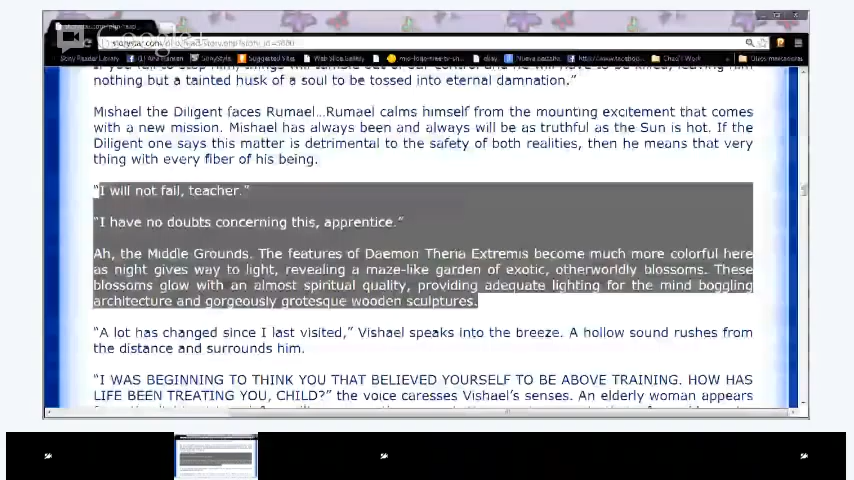 Story Reader Library
Suggested Sites
ebay
nothing but a tainted husk of a soul to be tossed into eternal damnation."
Mishael the Diligent faces Rumael...Rumael calms himself from the mounting excitement that comes
with a new mission. Mishael has always been and always will be as truthful as the Sun is hot. If the
Diligent one says this matter is detrimental to the safety of both realities, then he means that very
thing with every fiber of his being.
"I will not fail, teacher."
"I have no doubts concerning this, apprentice."
Ah, the Middle Grounds. The features of Daemon Theria Extremis become much more colorful here
as night gives way to light, revealing a maze-like garden of exotic, otherworldly blossoms. These
blossoms glow with an almost spiritual quality, providing adequate lighting for the mind boggling
architecture and gorgeously grotesque wooden sculptures.
"A lot has changed since I last visited," Vishael speaks into the breeze. A hollow sound rushes from
the distance and surrounds him.
"I WAS BEGINNING TO THINK YOU THAT BELIEVED YOURSELF TO BE ABOVE TRAINING. HOW HAS
LIFE BEEN TREATING YOU, CHILD?" the voice caresses Vishael's senses. An elderly woman appears